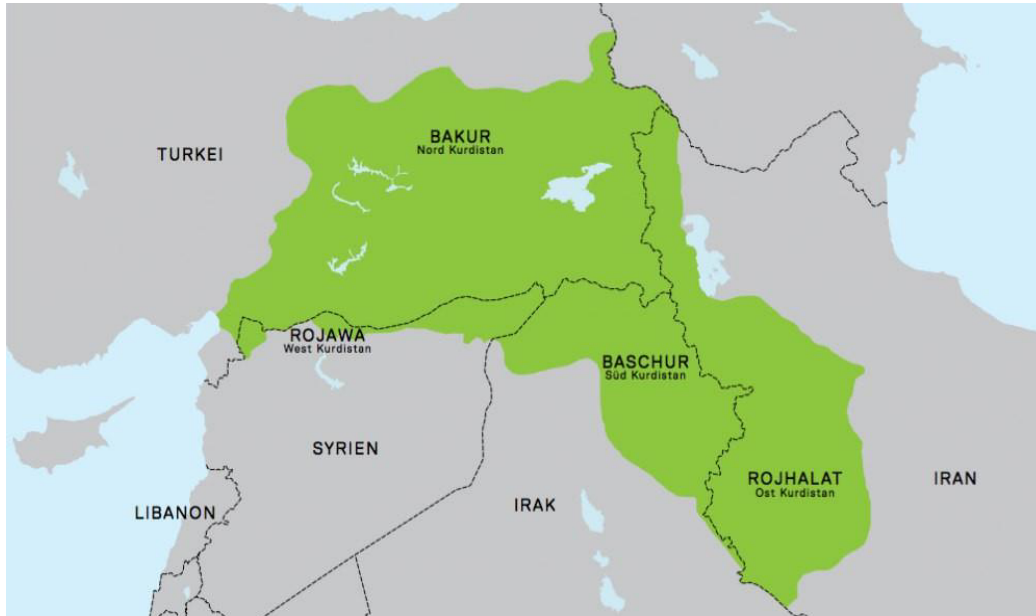 BAKUR
Nord Kurdistan
TURKEI
ROJAWA
West Kurdistan
BASCHUR
Süd Kurdistan
SYRIEN
ROJHALAT
Ost Kurdistan
IRAN
LIBANON
IRAK